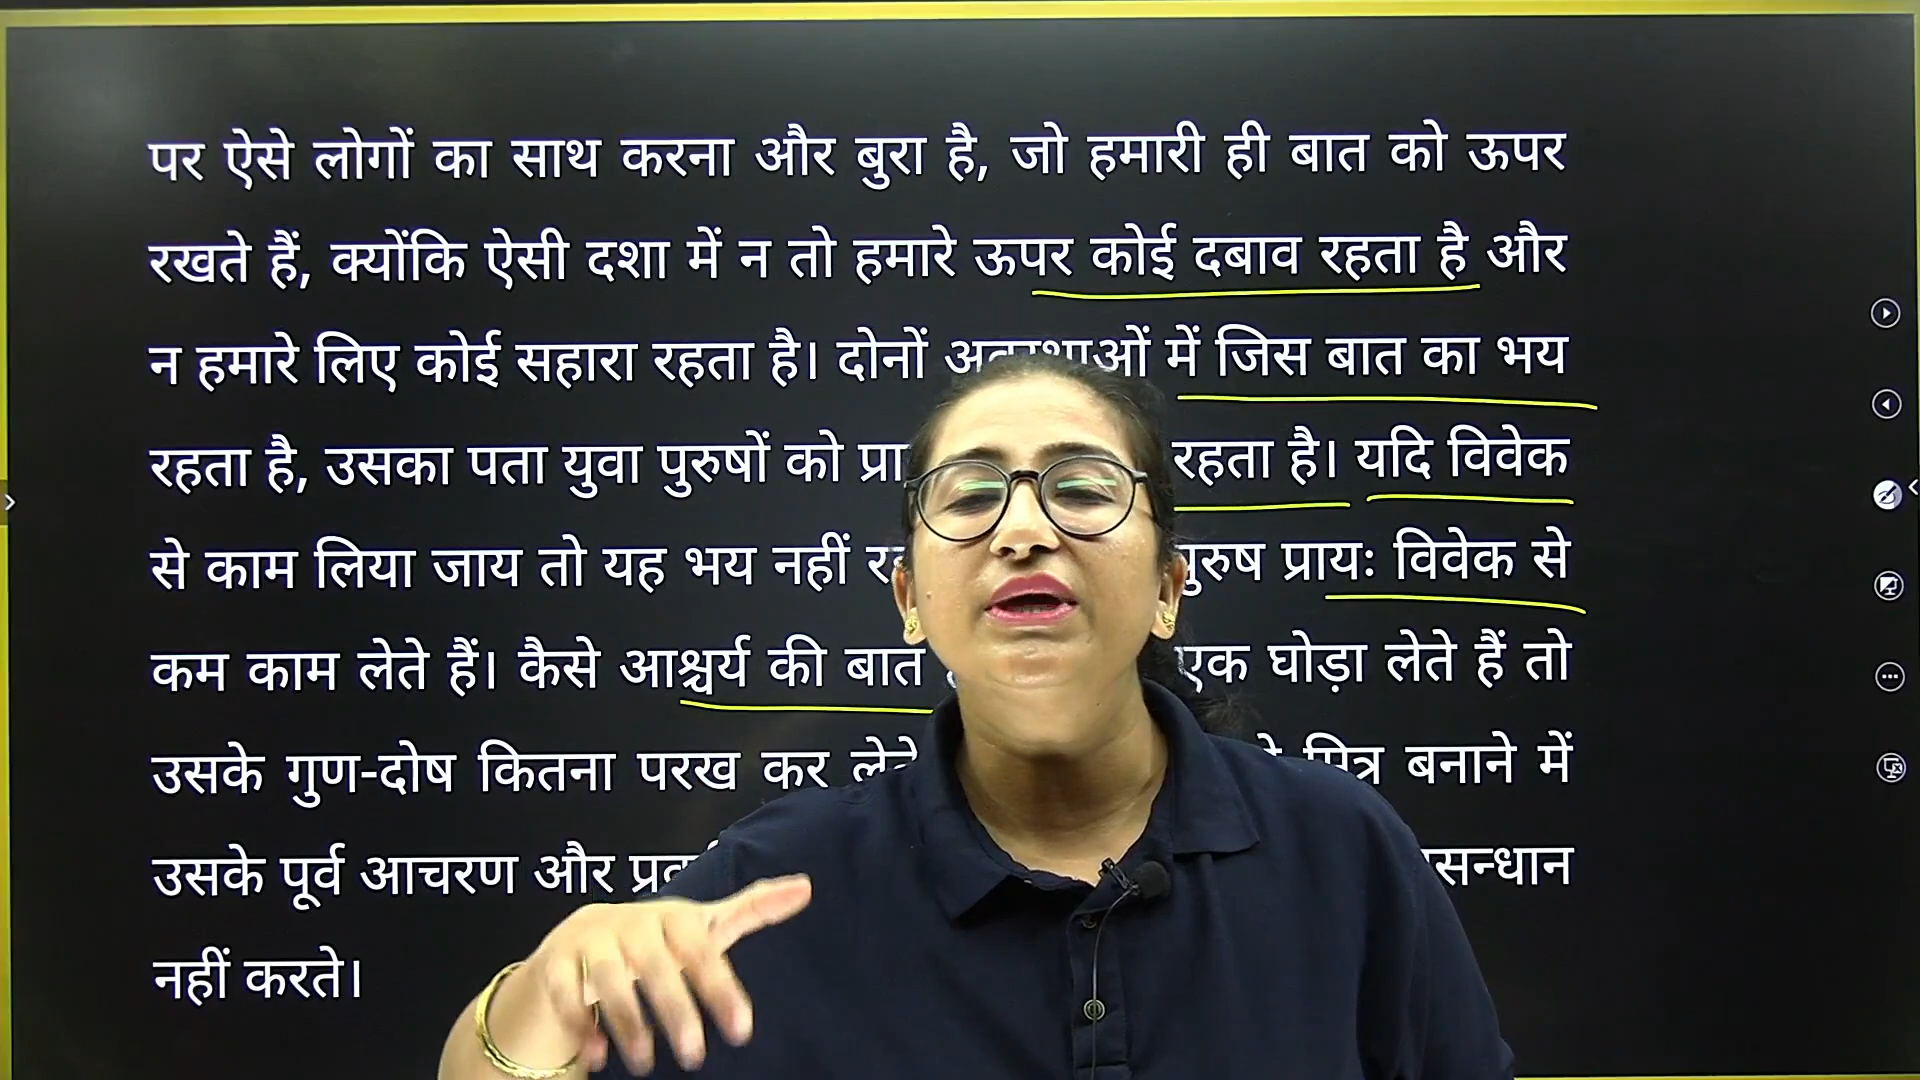 पर ऐसे लोगों का साथ करना और बुरा है, जो हमारी ही बात को ऊपर
रखते हैं, क्योंकि ऐसी दशा में न तो हमारे ऊपर कोई दबाव रहता है और
न हमारे लिए कोई सहारा रहता है। दोनों अवस्थाओं में जिस बात का भय
रहता है, उसका पता युवा पुरुषों को रहता है। यदि विवेक
से काम लिया जाय तो यह भय नहीं पुरुष प्रायः विवेक से
कम काम लेते हैं। कैसे आश्चर्य की बात एक घोड़ा लेते हैं तो
उसके गुण-दोष कितना परख कर लेते मित्र बनाने में
उसके पूर्व आचरण और
नहीं करते।